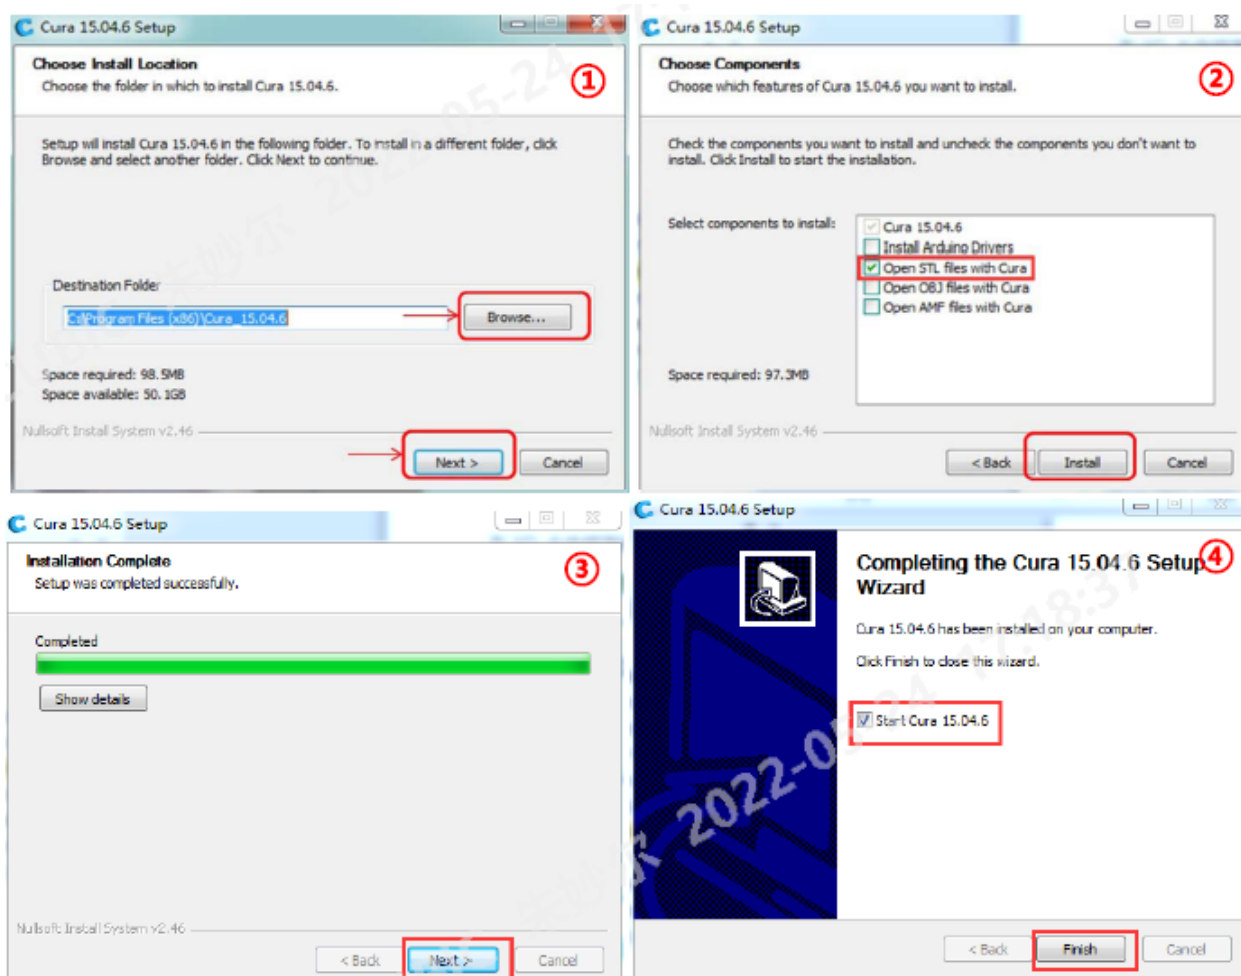 Cura 15.04.6 Setup
Choose Install Location
Choose the folder in which to install Cura 15.04.6.
①
Setup will install Cura 15.04.6 in the following folder. To install in a different folder, click
Browse and select another folder. Click Next to continue.
Destination Folder
C:\Program Files (x86)\Cura_15.04.6
Browse...
Space required: 98.5MB
Space available: 50.1GB
Nullsoft Install System v2.46
Next >
Cancel
Cura 15.04.6 Setup
Choose Components
Choose which features of Cura 15.04.6 you want to install.
②
Check the components you want to install and uncheck the components you don't want to
install. Click Install to start the installation.
Select components to install:
Cura 15.04.6
Install Arduino Drivers
Open STL files with Cura
Open OBJ files with Cura
Open AMF files with Cura
Space required: 97.3MB
Nullsoft Install System v2.46
< Back
Install
Cancel
Cura 15.04.6 Setup
Installation Complete
Setup was completed successfully.
③
Completed
Show details
Nullsoft Install System v2.46
< Back
Next >
Cancel
Cura 15.04.6 Setup
Completing the Cura 15.04.6 Setup
Wizard
④
Cura 15.04.6 has been installed on your computer.
Click Finish to close this wizard.
Start Cura 15.04.6
< Back
Finish
Cancel
2022-05-24 17:18:37